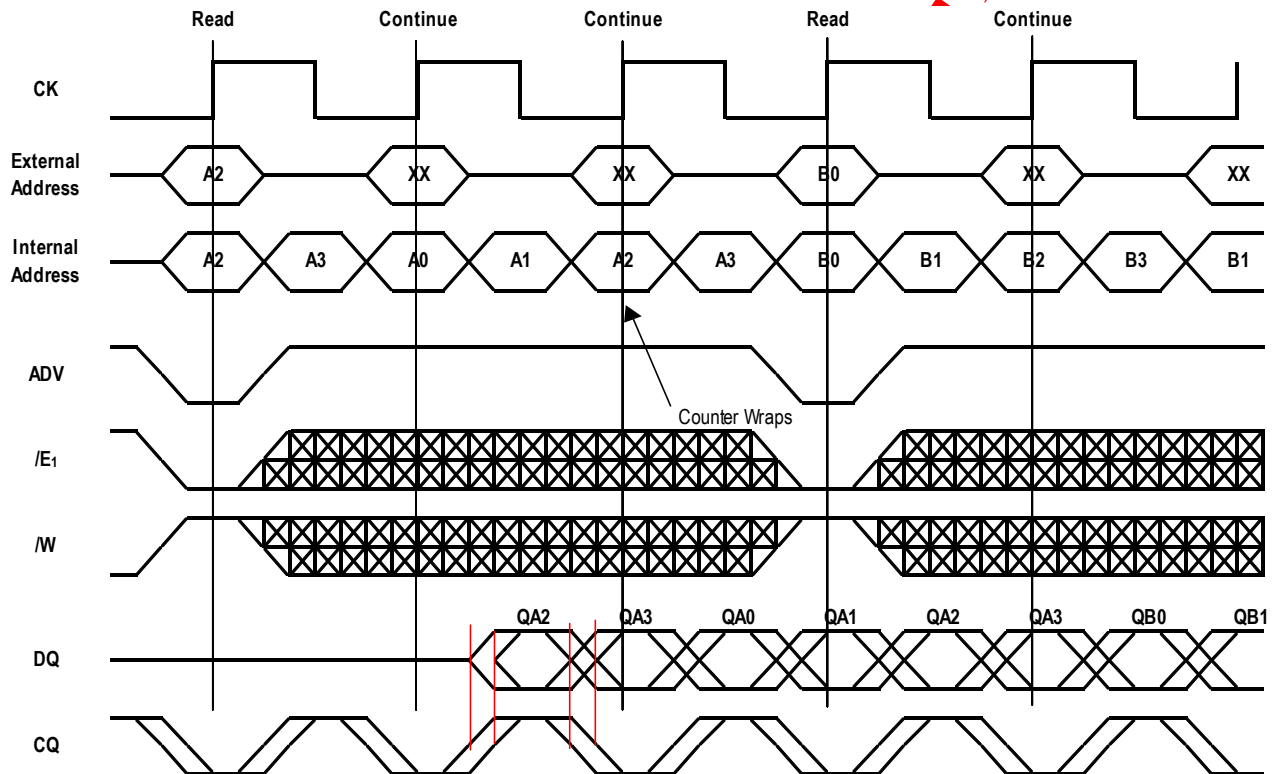 Read Continue Continue Read Continue
CK
External
Address
A2 XX XX B0 XX XX
Internal
Address
A2 A3 A0 A1 A2 A3 B0 B1 B2 B3 B1
ADV
Counter Wraps
/E1
/W
QA2 QA3 QA0 QA1 QA2 QA3 QB0 QB1
DQ
CQ